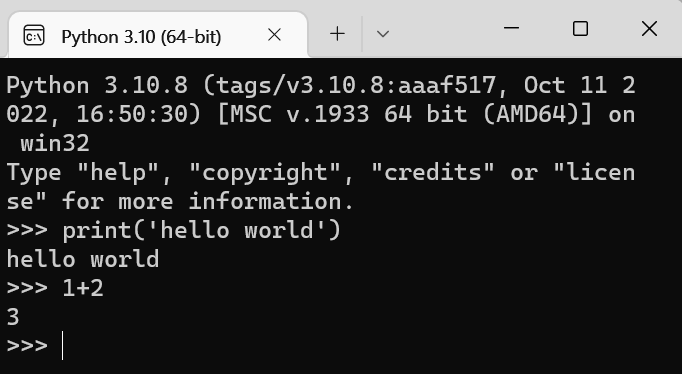 Python 3.10 (64-bit)
Python 3.10.8 (tags/v3.10.8:aaaf517, Oct 11 2
022, 16:50:30) [MSC v.1933 64 bit (AMD64)] on
 win32
Type "help", "copyright", "credits" or "licen
se" for more information.
>>> print('hello world')
hello world
>>> 1+2
3
>>>